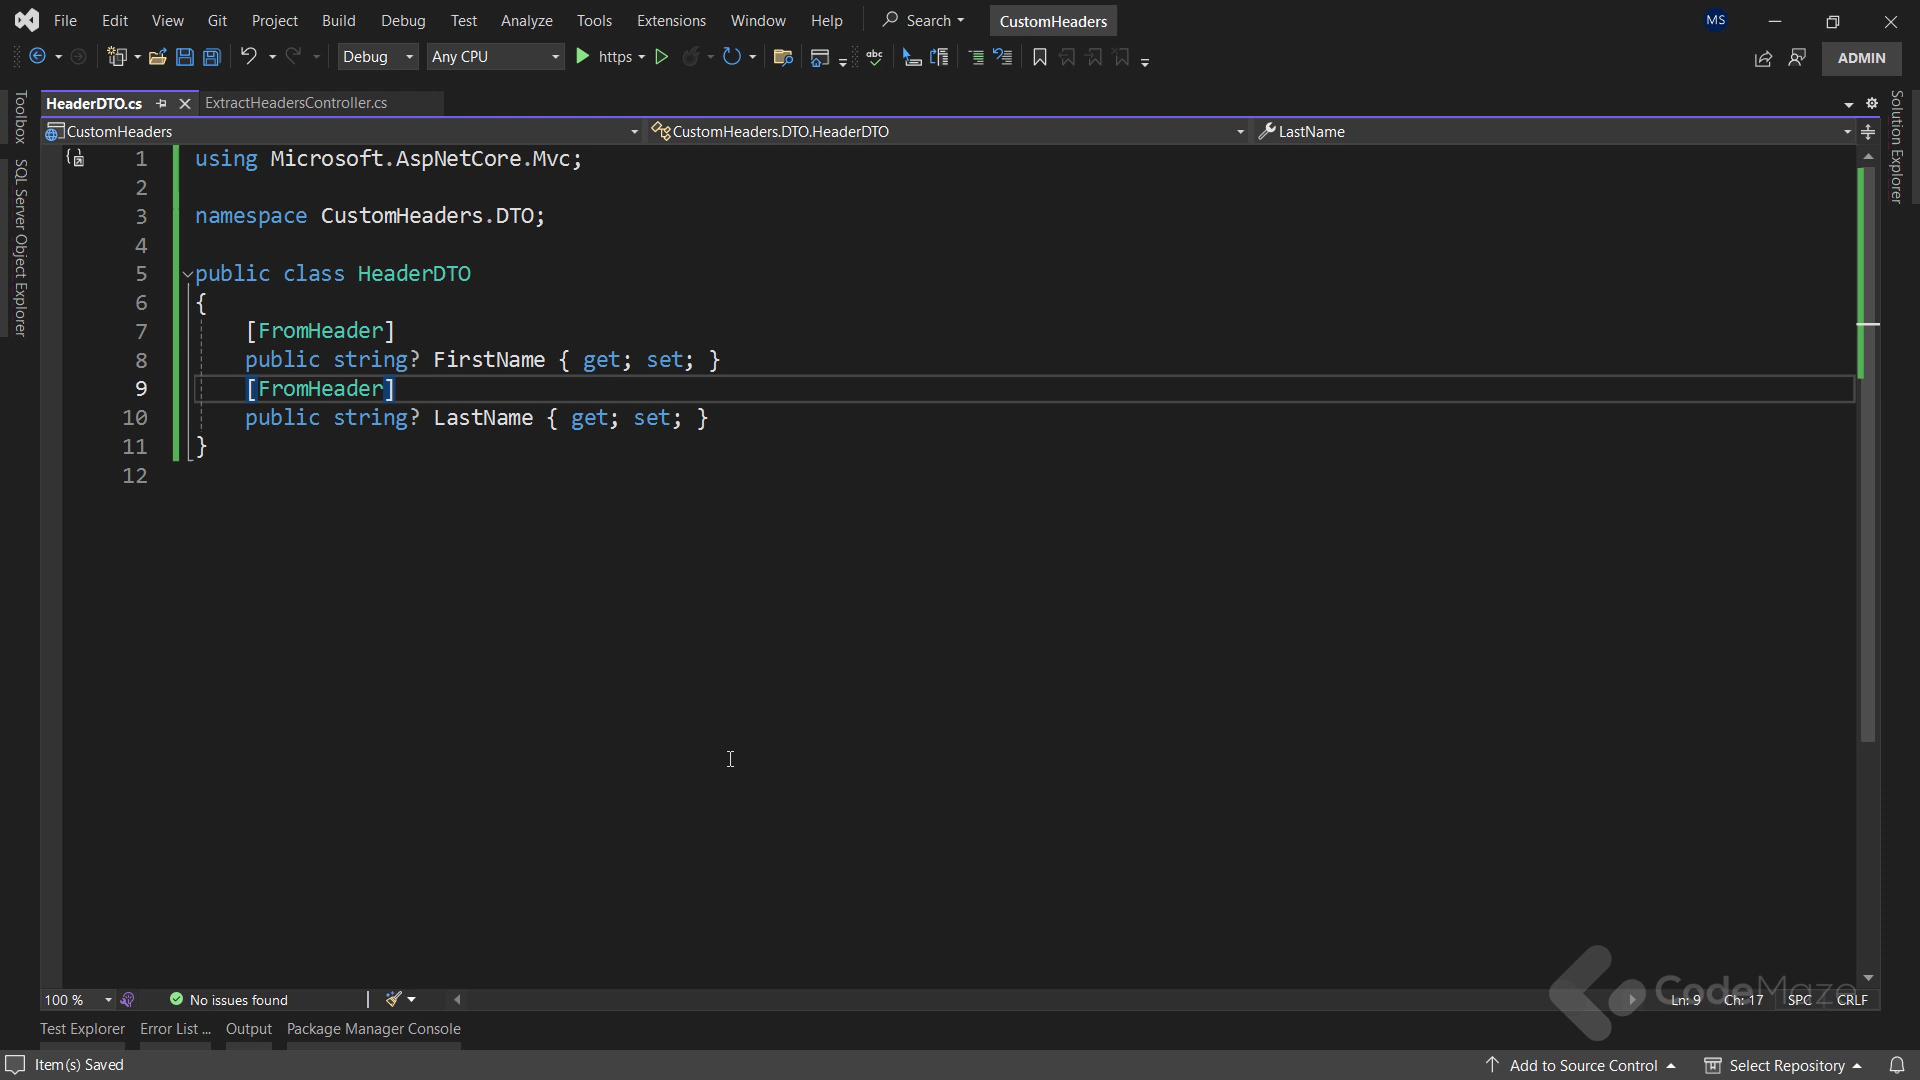 File Edit View Git Project Build Debug Test Analyze Tools Extensions Window Help Search CustomHeaders MS
Debug Any CPU https abc ADMIN
Toolbox
SQL Server Object Explorer
HeaderDTO.cs ExtractHeadersController.cs
CustomHeaders CustomHeaders.DTO.HeaderDTO LastName
Solution Explorer
1 using Microsoft.AspNetCore.Mvc;
2
3 namespace CustomHeaders.DTO;
4
5 public class HeaderDTO
6 {
7 [FromHeader]
8 public string? FirstName { get; set; }
9 [FromHeader]
10 public string? LastName { get; set; }
11 }
12
CodeMaze
100 % No issues found Ln: 9 Ch: 17 SPC CRLF
Test Explorer Error List ... Output Package Manager Console
Item(s) Saved Add to Source Control Select Repository